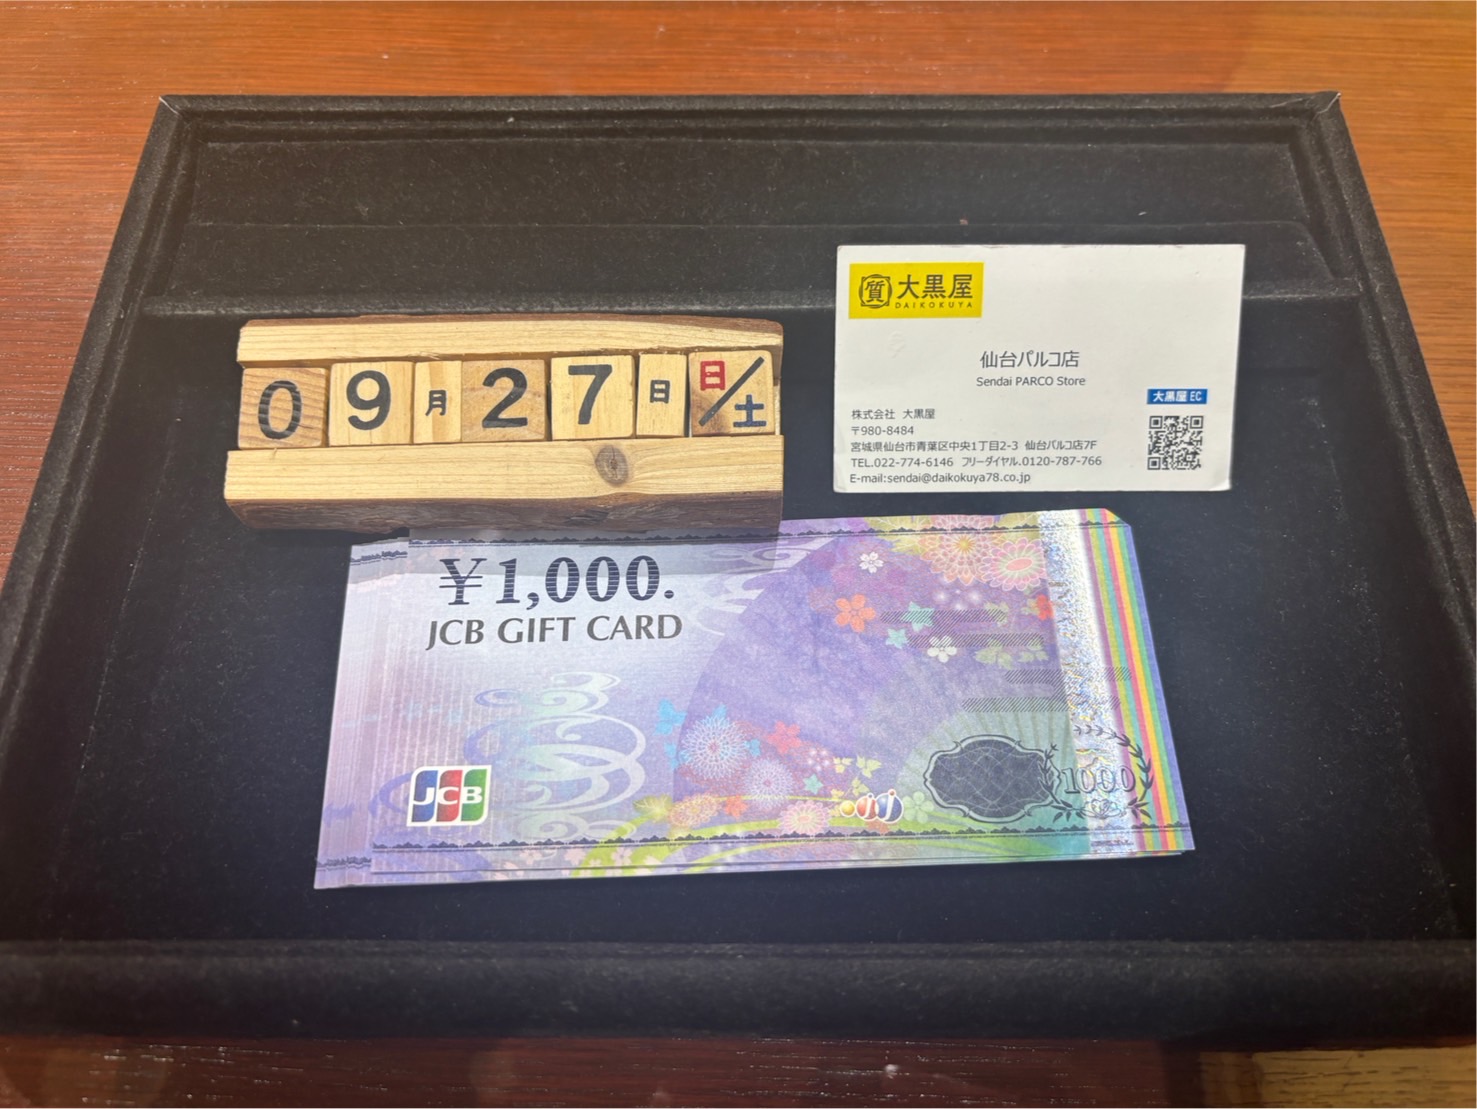 09月27日 日/土
質 大黒屋
DAIKOKUYA
仙台パルコ店
Sendai PARCO Store
大黒屋 EC
株式会社 大黒屋
〒980-8484
宮城県仙台市青葉区中央1丁目2-3 仙台パルコ店7F
TEL.022-774-6146 フリーダイヤル.0120-787-766
E-mail:sendai@daikokuya78.co.jp
￥1,000.
JCB GIFT CARD
JCB
1000